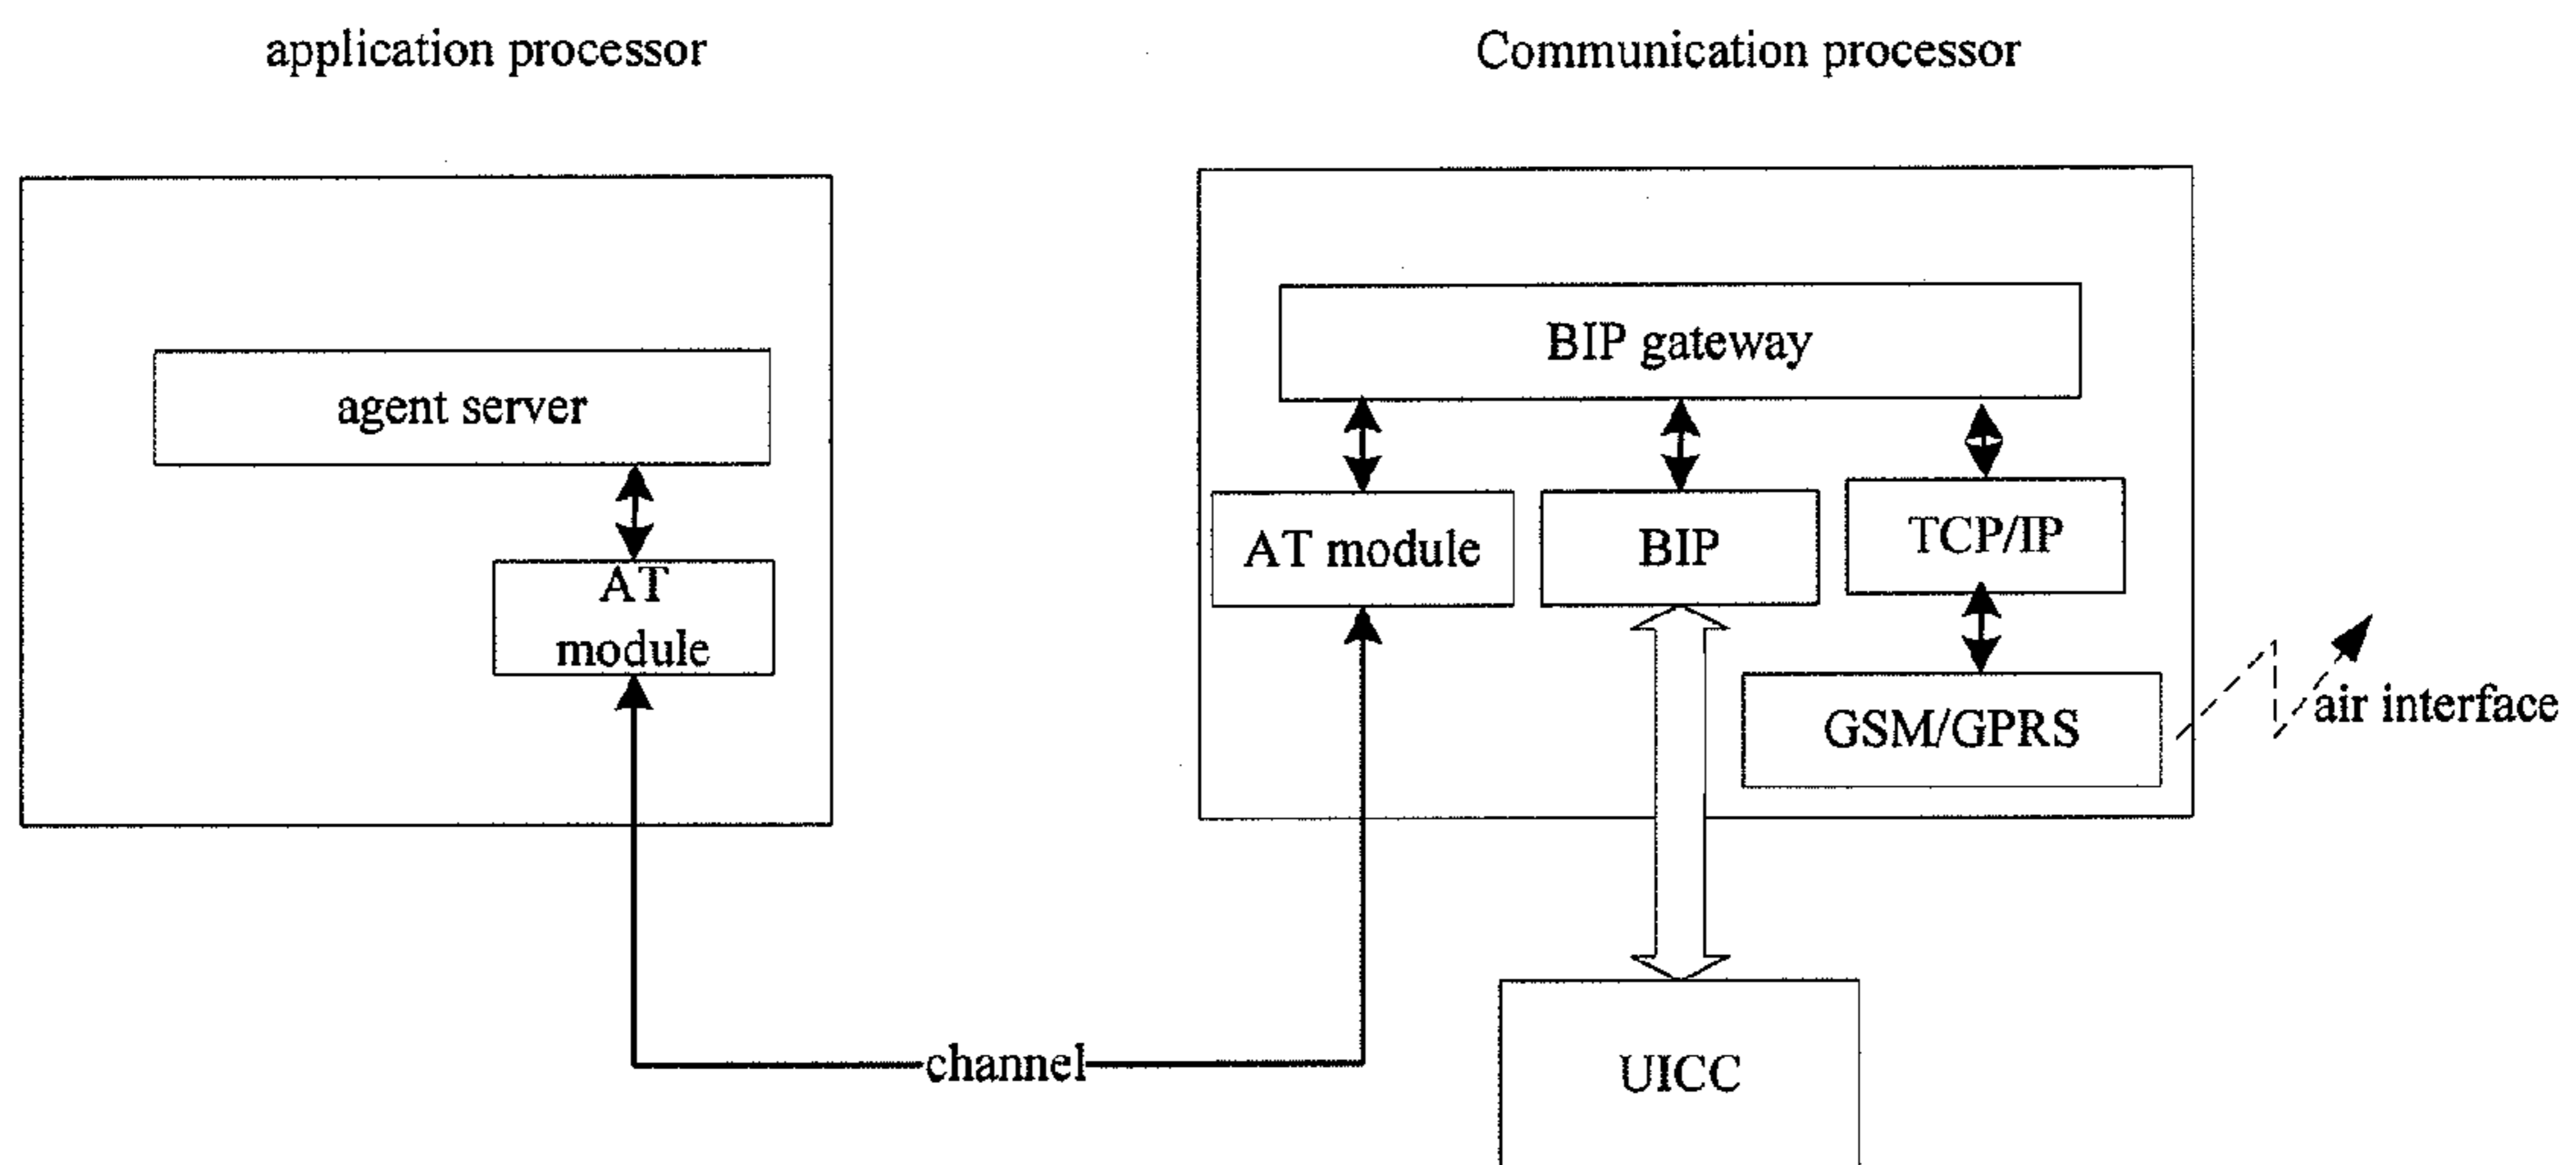 application processor
Communication processor
agent server
AT
module
BIP gateway
AT module
BIP
TCP/IP
GSM/GPRS
air interface
channel
UICC